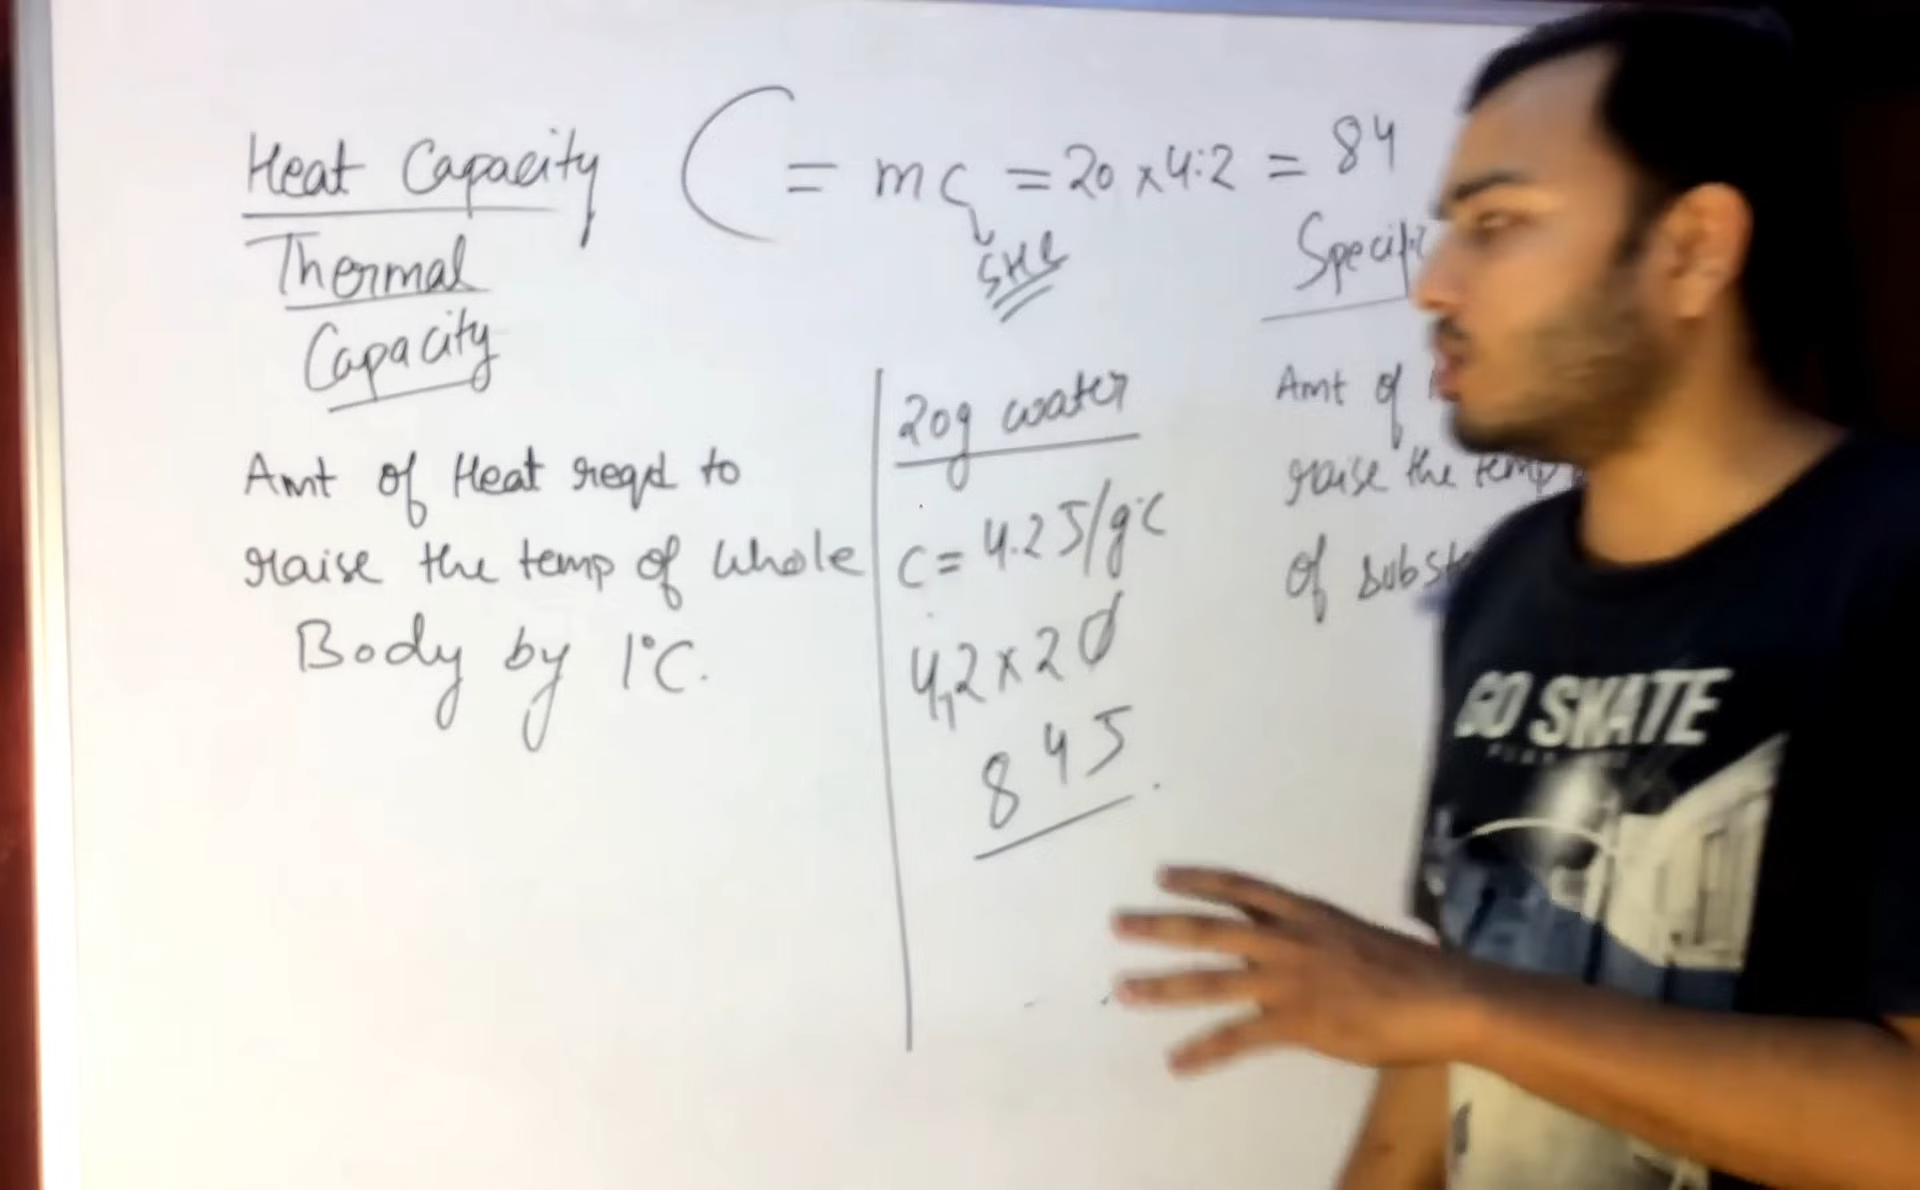 Heat Capacity C = mc = 20 x 4.2 = 84
SHC
Thermal
Capacity
Amt of Heat reqd to
raise the temp of whole
Body by 1°C.
20g water
c = 4.2 J/g°C
4.2 x 20
84 J
Specific
Amt of
raise the temp
of
GO SKATE